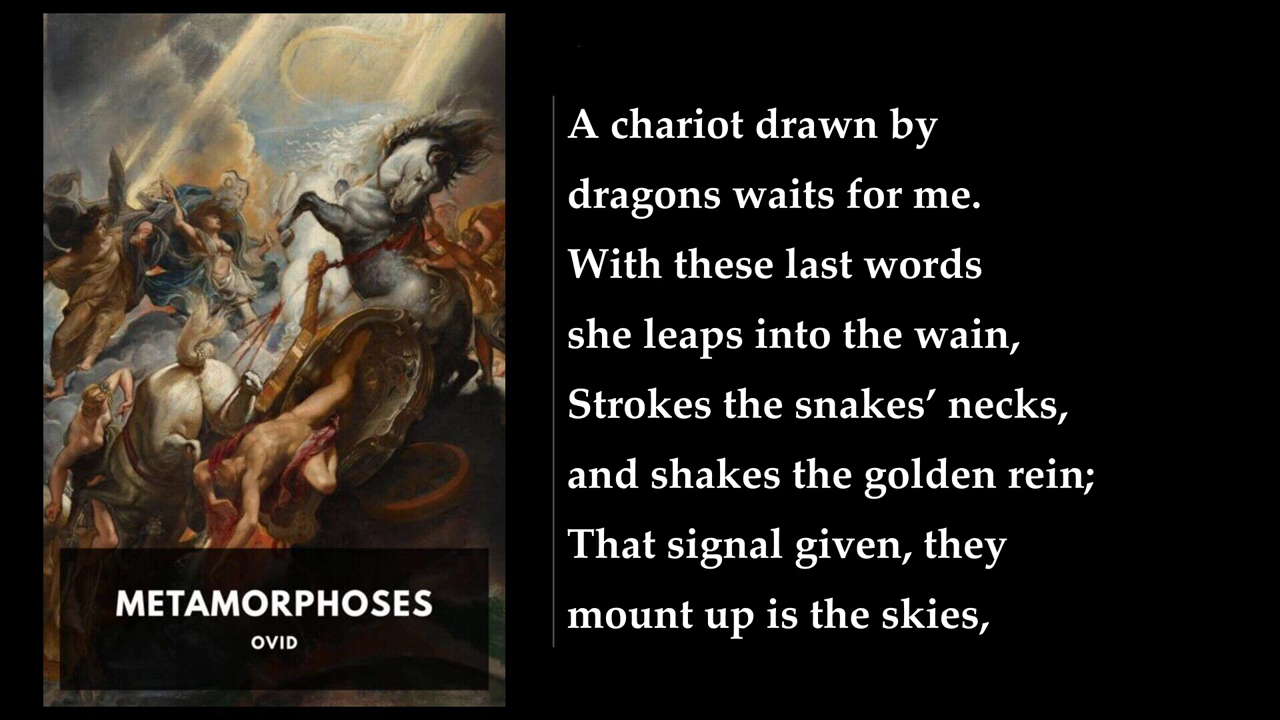 METAMORPHOSES
OVID
A chariot drawn by
dragons waits for me.
With these last words
she leaps into the wain,
Strokes the snakes’ necks,
and shakes the golden rein;
That signal given, they
mount up is the skies,